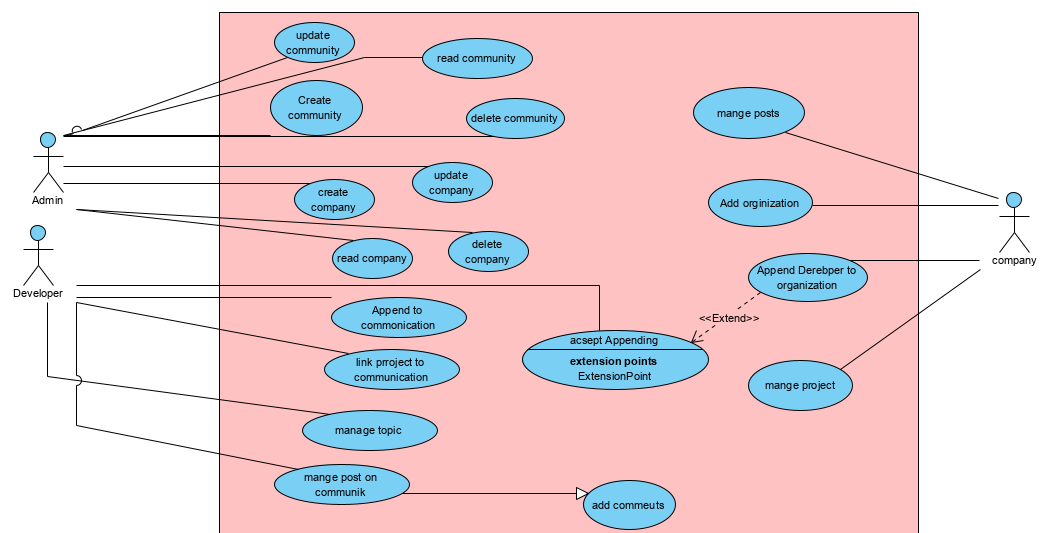 update
community
read community
Create
community
delete community
mange posts
Admin
update
company
create
company
Add orginization
read company
delete
company
company
Developer
Append Derebper to
organization
Append to
commonication
<<Extend>>
acsept Appending
extension points
ExtensionPoint
link prroject to
communication
mange project
manage topic
mange post on
communik
add commeuts